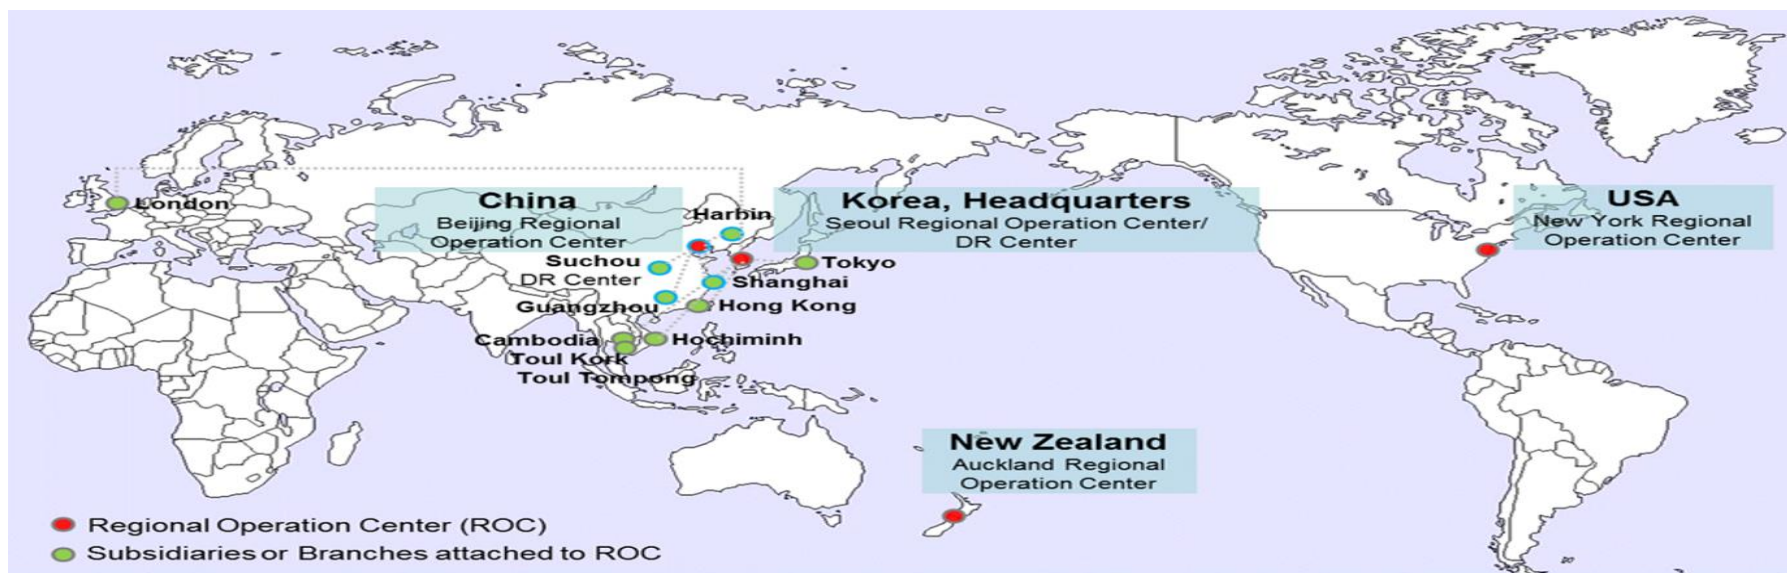 China
Beijing Regional
Operation Center
Korea, Headquarters
Seoul Regional Operation Center/
DR Center
USA
New York Regional
Operation Center
London
Harbin
Suchou
DR Center
Tokyo
Shanghai
Guangzhou
Hong Kong
Cambodia
Hochiminh
Toul Kork
Toul Tompong
New Zealand
Auckland Regional
Operation Center
Regional Operation Center (ROC)
Subsidiaries or Branches attached to ROC